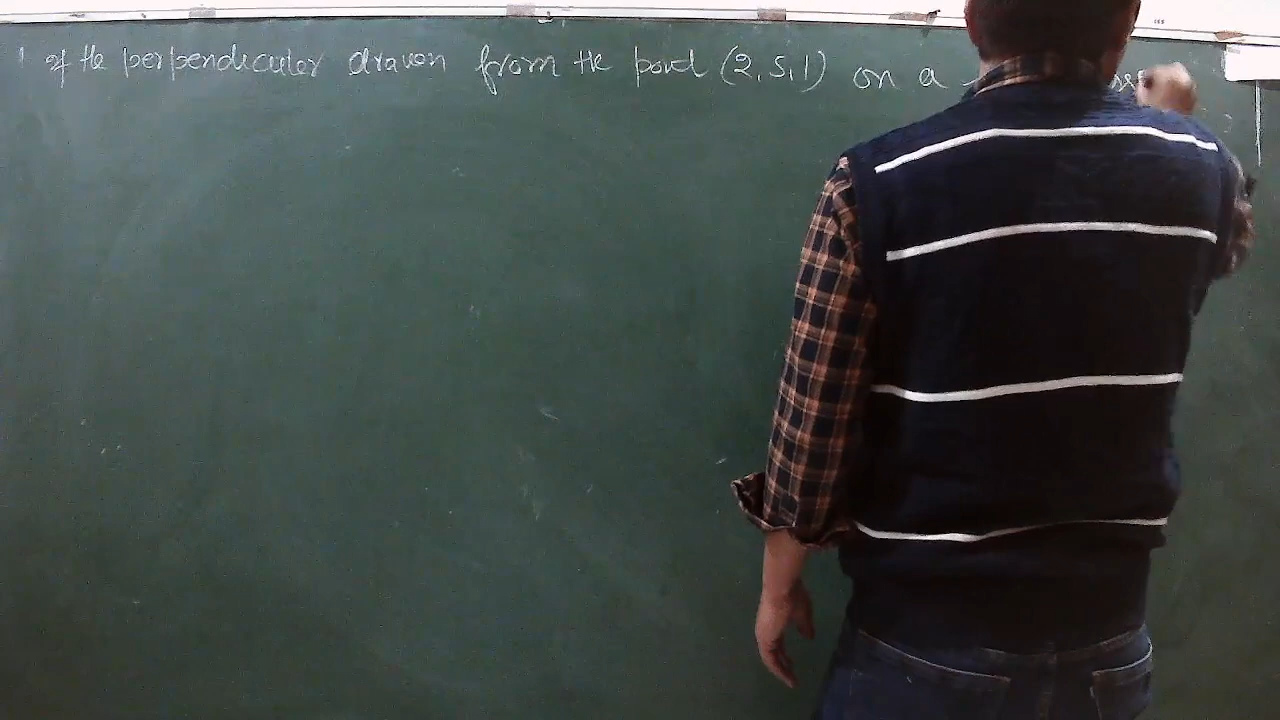 of the perpendicular drawn from the point (2,5,1) on a